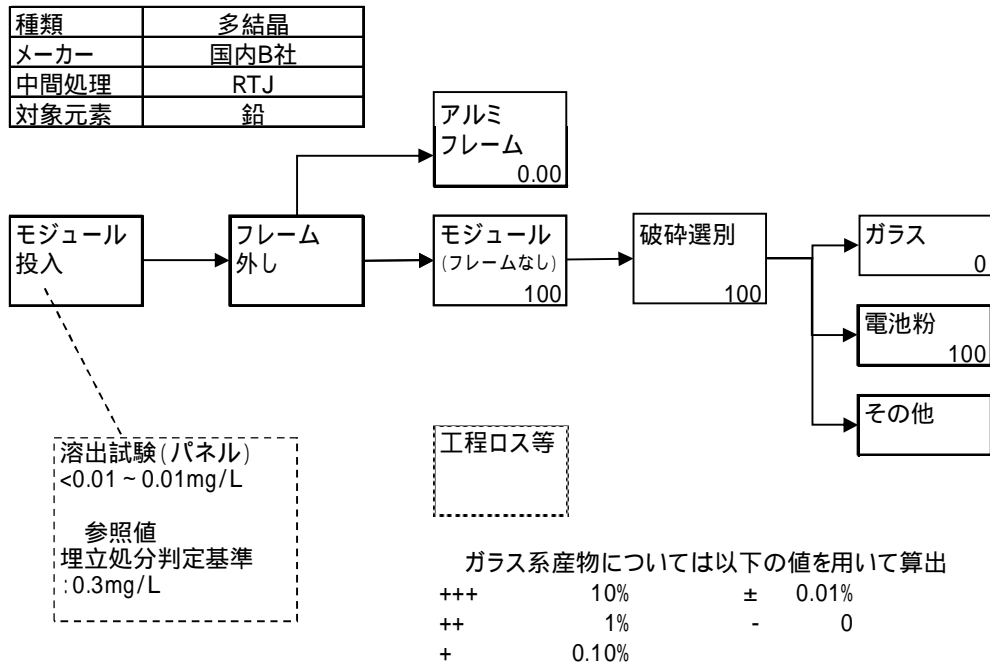 種類 多結晶
メーカー 国内B社
中間処理 RTJ
対象元素 鉛
アルミ
フレーム
0.00
モジュール
投入
フレーム
外し
モジュール
(フレームなし)
100
破砕選別
100
ガラス
0
電池粉
100
その他
溶出試験(パネル)
<0.01～0.01mg/L
参照値
埋立処分判定基準
:0.3mg/L
工程ロス等
ガラス系産物については以下の値を用いて算出
+++ 10% ± 0.01%
++ 1% - 0
+ 0.10%